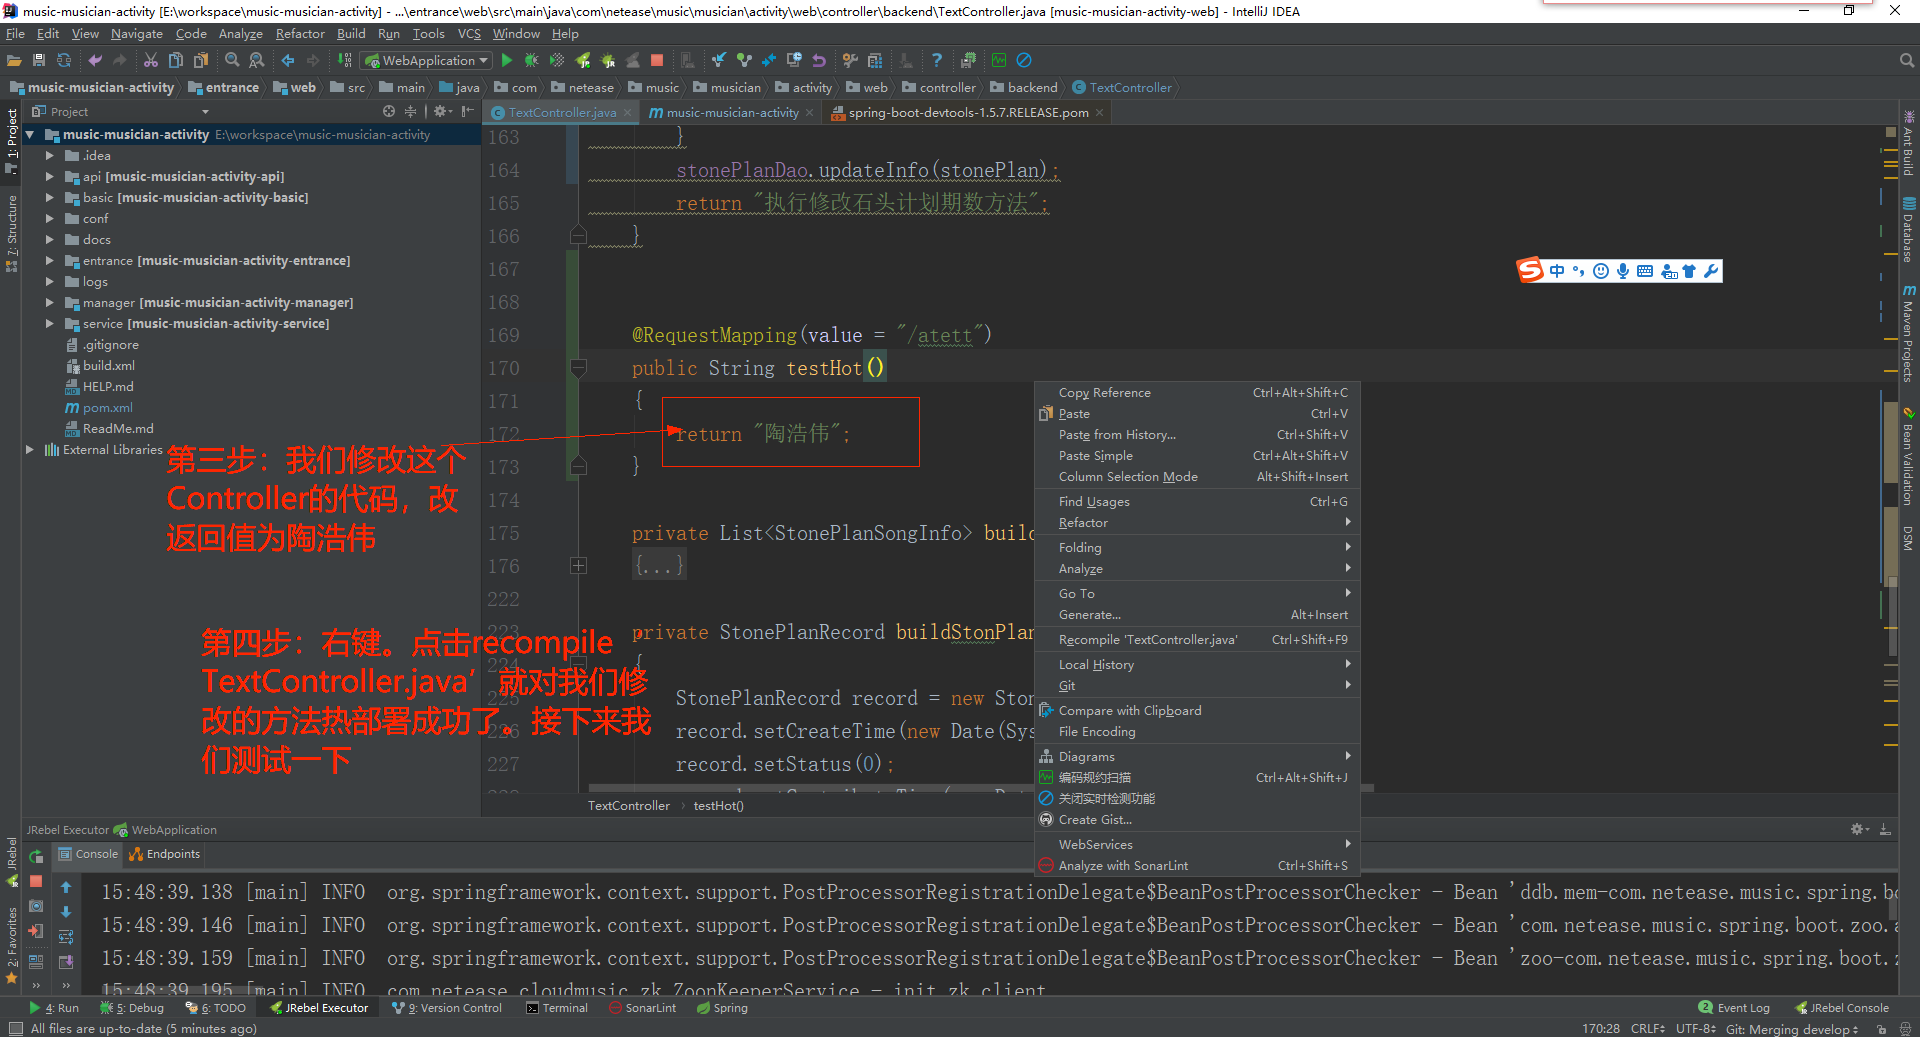 music-musician-activity [E:\workspace\music-musician-activity] - ...\entrance\web\src\main\java\com\netease\music\musician\activity\web\controller\backend\TextController.java [music-musician-activity-web] - IntelliJ IDEA
File Edit View Navigate Code Analyze Refactor Build Run Tools VCS Window Help
WebApplication
music-musician-activity entrance web src main java com netease music musician activity web controller backend TextController
Project
TextController.java music-musician-activity spring-boot-devtools-1.5.7.RELEASE.pom
1: Project
7: Structure
JRebel
2: Favorites
music-musician-activity E:\workspace\music-musician-activity
.idea
api [music-musician-activity-api]
basic [music-musician-activity-basic]
conf
docs
entrance [music-musician-activity-entrance]
logs
manager [music-musician-activity-manager]
service [music-musician-activity-service]
.gitignore
build.xml
HELP.md
pom.xml
ReadMe.md
External Libraries
第三步：我们修改这个
Controller的代码，改
返回值为陶浩伟
第四步：右键。点击recompile
TextController.java’ 就对我们修
改的方法热部署成功了。接下来我
们测试一下
163 }
164 stonePlanDao.updateInfo(stonePlan);
165 return "执行修改石头计划期数方法";
166 }
167
168
169 @RequestMapping(value = "/atett")
170 public String testHot()
171 {
172 return "陶浩伟";
173 }
174
175 private List<StonePlanSongInfo> build
176 {...}
222
223 private StonePlanRecord buildStonPlan
224 {
225 StonePlanRecord record = new Ston
226 record.setCreateTime(new Date(Sys
227 record.setStatus(0);
TextController testHot()
Copy Reference Ctrl+Alt+Shift+C
Paste Ctrl+V
Paste from History... Ctrl+Shift+V
Paste Simple Ctrl+Alt+Shift+V
Column Selection Mode Alt+Shift+Insert
Find Usages Ctrl+G
Refactor
Folding
Analyze
Go To
Generate... Alt+Insert
Recompile 'TextController.java' Ctrl+Shift+F9
Local History
Git
Compare with Clipboard
File Encoding
Diagrams
编码规约扫描 Ctrl+Alt+Shift+J
关闭实时检测功能
Create Gist...
WebServices
Analyze with SonarLint Ctrl+Shift+S
中
Ant Build
Database
Maven Projects
Bean Validation
DSM
JRebel Executor WebApplication
Console Endpoints
15:48:39.138 [main] INFO org.springframework.context.support.PostProcessorRegistrationDelegate$BeanPostProcessorChecker - Bean 'ddb.mem-com.netease.music.spring.bo
15:48:39.146 [main] INFO org.springframework.context.support.PostProcessorRegistrationDelegate$BeanPostProcessorChecker - Bean 'com.netease.music.spring.boot.zoo.a
15:48:39.159 [main] INFO org.springframework.context.support.PostProcessorRegistrationDelegate$BeanPostProcessorChecker - Bean 'zoo-com.netease.music.spring.boot.z
15:48:39.195 [main] INFO com.netease.cloudmusic.zk.ZoonKeeperService - init zk client
4: Run 5: Debug 6: TODO JRebel Executor 9: Version Control Terminal SonarLint Spring 2 Event Log JRebel Console
All files are up-to-date (5 minutes ago) 170:28 CRLF UTF-8 Git: Merging develop